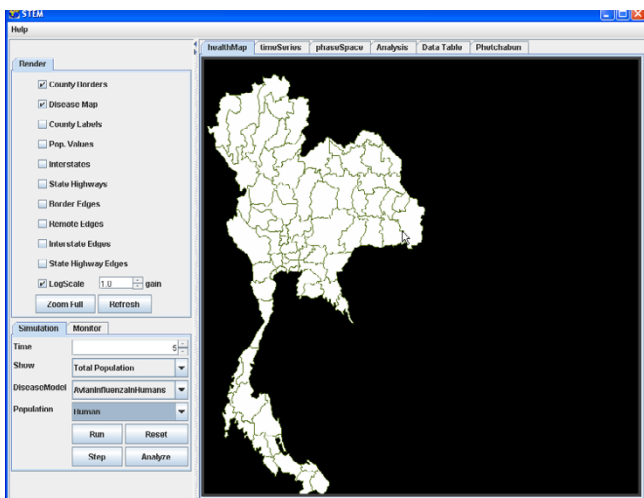 STEM
Help
healthMap timeSeries phaseSpace Analysis Data Table Phetchabun
Render
County Borders
Disease Map
County Labels
Pop. Values
Interstates
State Highways
Border Edges
Remote Edges
Interstate Edges
State Highway Edges
LogScale 1.0 gain
Zoom Full Refresh
Simulation Monitor
Time 5
Show Total Population
DiseaseModel AvianInfluenzaInHumans
Population Human
Run Reset
Step Analyze